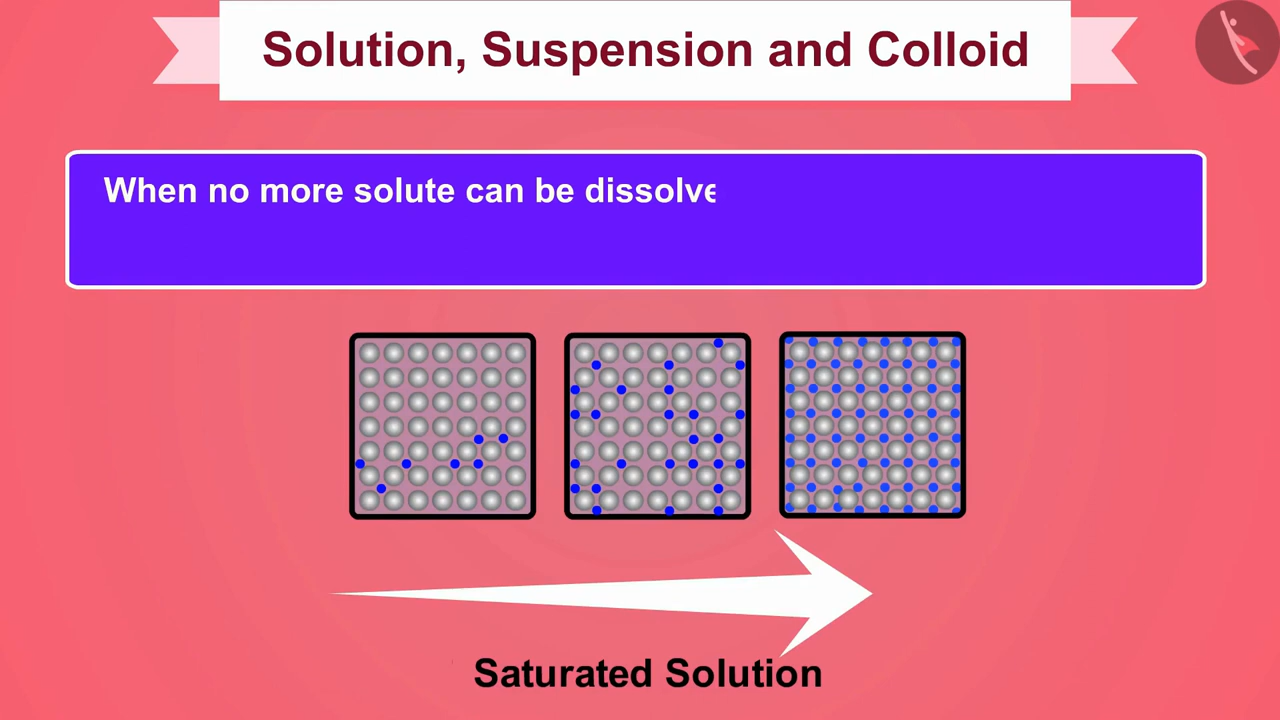 Solution, Suspension and Colloid
When no more solute can be dissolve
Saturated Solution